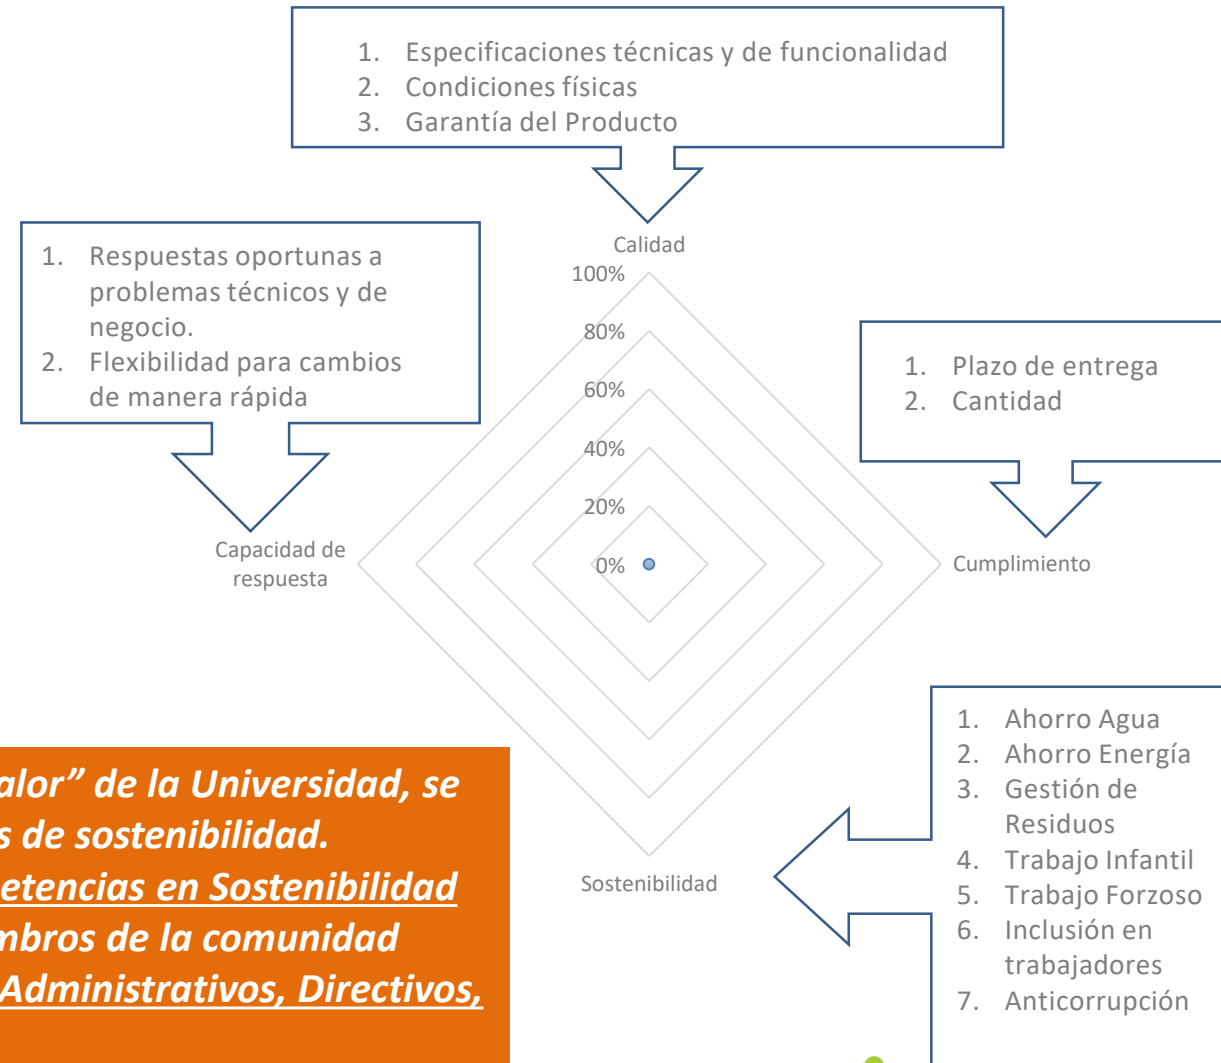 1. Especificaciones técnicas y de funcionalidad
2. Condiciones físicas
3. Garantía del Producto
1. Respuestas oportunas a
problemas técnicos y de
negocio.
2. Flexibilidad para cambios
de manera rápida
Calidad
100%
80%
60%
40%
20%
0%
1. Plazo de entrega
2. Cantidad
Capacidad de
respuesta
Cumplimiento
Sostenibilidad
1. Ahorro Agua
2. Ahorro Energía
3. Gestión de
Residuos
4. Trabajo Infantil
5. Trabajo Forzoso
6. Inclusión en
trabajadores
7. Anticorrupción
alor” de la Universidad, se
s de sostenibilidad.
petencias en Sostenibilidad
mbros de la comunidad
Administrativos, Directivos,